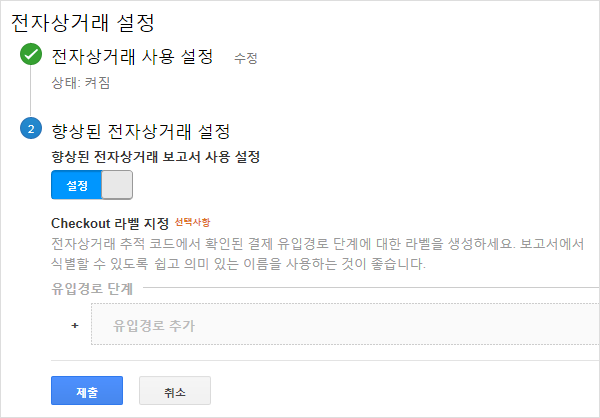 전자상거래 설정
전자상거래 사용 설정 수정
상태: 켜짐
2 향상된 전자상거래 설정
향상된 전자상거래 보고서 사용 설정
설정
Checkout 라벨 지정 선택사항
전자상거래 추적 코드에서 확인된 결제 유입경로 단계에 대한 라벨을 생성하세요. 보고서에서
식별할 수 있도록 쉽고 의미 있는 이름을 사용하는 것이 좋습니다.
유입경로 단계
+ 유입경로 추가
제출 취소